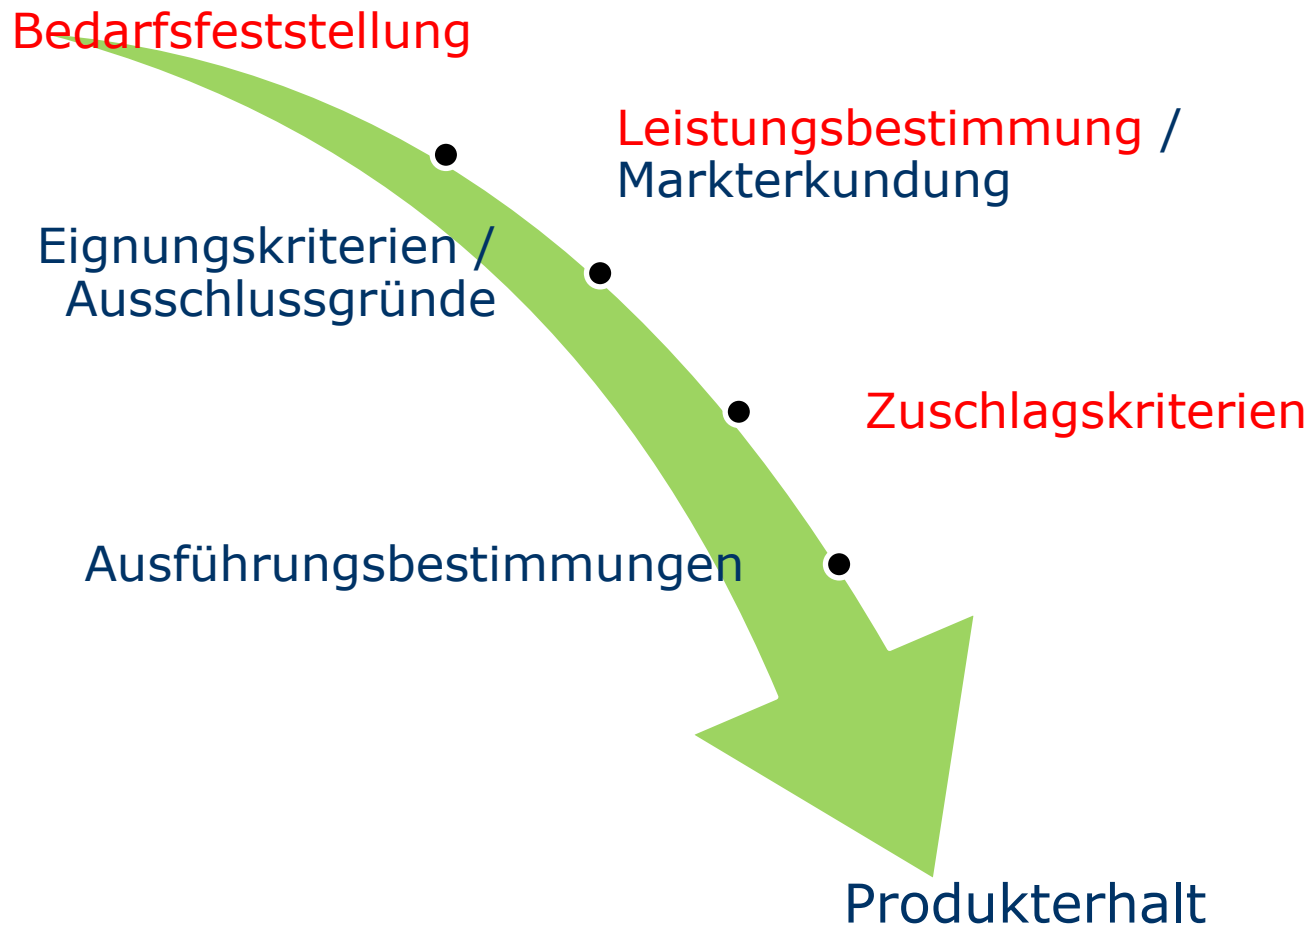 Bedarfsfeststellung
Leistungsbestimmung /
Markterkundung
Eignungskriterien /
Ausschlussgründe
Zuschlagskriterien
Ausführungsbestimmungen
Produkterhalt